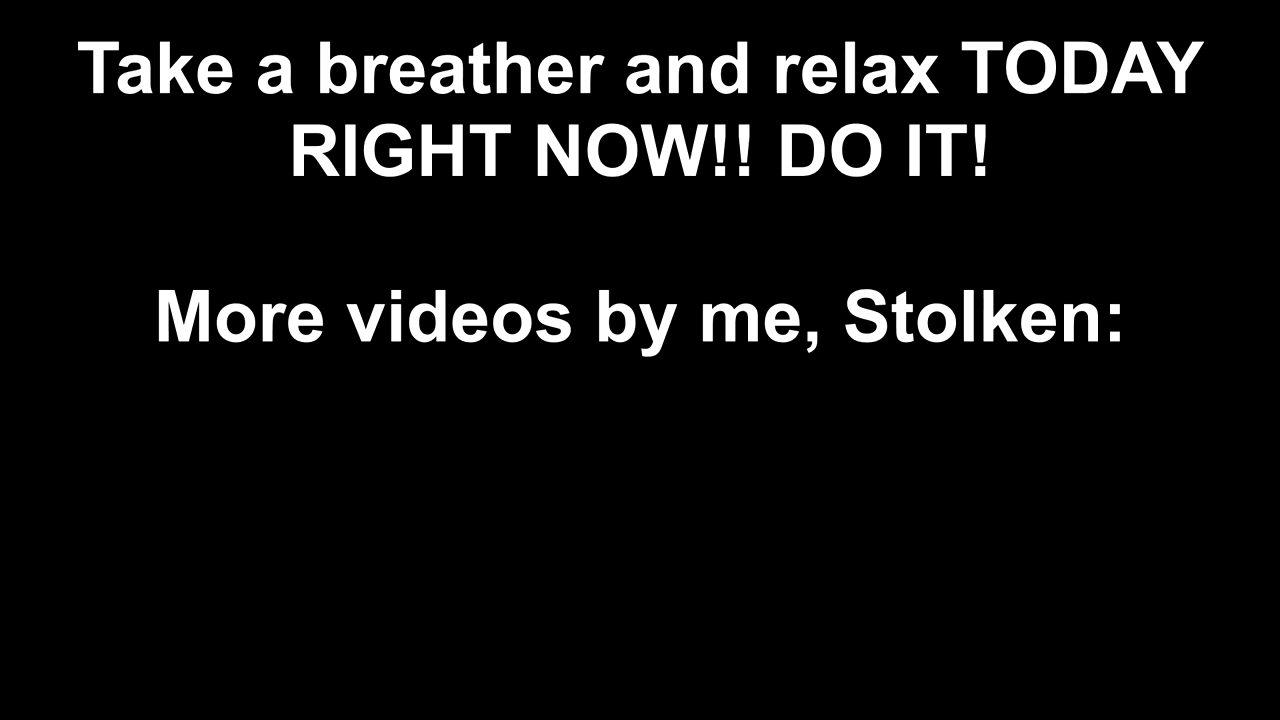 Take a breather and relax TODAY
RIGHT NOW!! DO IT!
More videos by me, Stolken: